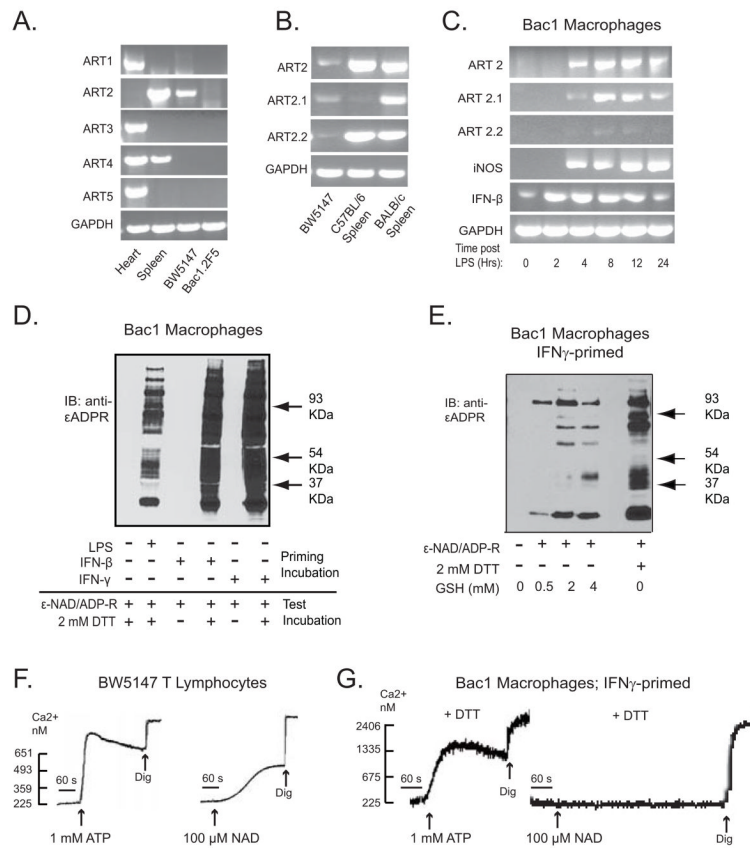 A.
ART1
ART2
ART3
ART4
ART5
GAPDH
Heart
Spleen
BW5147
Bac1.2F5
B.
ART2
ART2.1
ART2.2
GAPDH
BW5147
C57BL/6
Spleen
BALB/c
Spleen
C.
Bac1 Macrophages
ART 2
ART 2.1
ART 2.2
iNOS
IFN-β
GAPDH
Time post
LPS (Hrs): 0 2 4 8 12 24
D.
Bac1 Macrophages
IB: anti-
εADPR
93
KDa
54
KDa
37
KDa
LPS - + - - - -
IFN-β - - + + - -
IFN-γ - - - - + +
Priming
Incubation
ε-NAD/ADP-R + + + + + +
2 mM DTT + + - + - +
Test
Incubation
E.
Bac1 Macrophages
IFNγ-primed
IB: anti-
εADPR
93
KDa
54
KDa
37
KDa
ε-NAD/ADP-R - + + + +
2 mM DTT - - - - +
GSH (mM) 0 0.5 2 4 0
F.
BW5147 T Lymphocytes
Ca2+
nM
651
493
359
225
60 s
Dig
1 mM ATP
60 s
Dig
100 µM NAD
G.
Bac1 Macrophages; IFNγ-primed
Ca2+
nM
2406
1335
675
225
+ DTT
60 s
Dig
1 mM ATP
+ DTT
60 s
100 µM NAD
Dig